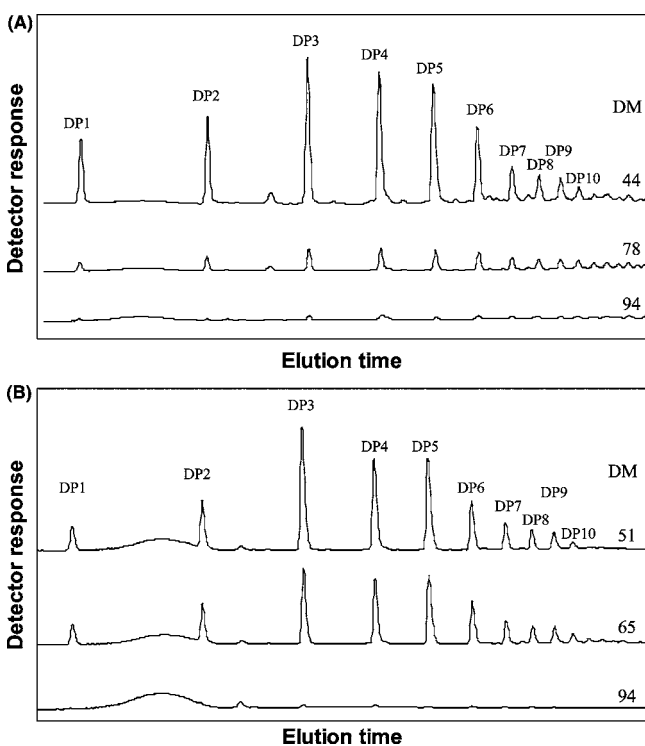 (A)
DP3
DP4
DP5
DP2
DP6
DM
DP1
DP7 DP9
DP8
DP10
44
78
94
Detector response
Elution time
(B)
DP3
DP4 DP5
DP2
DM
DP1
DP6
DP9
DP7
DP8
DP10
51
65
94
Detector response
Elution time